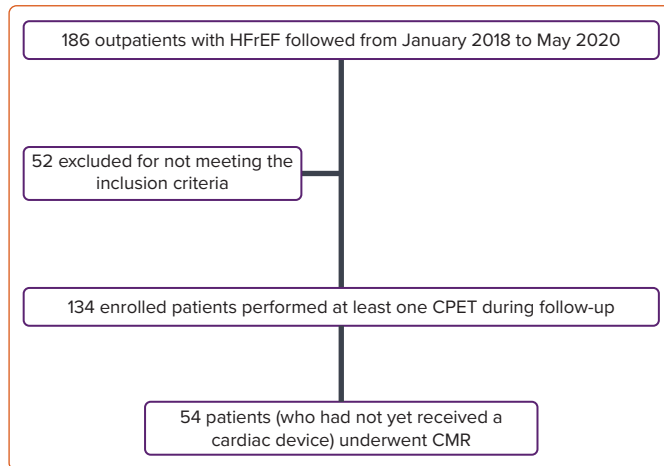 186 outpatients with HFrEF followed from January 2018 to May 2020
52 excluded for not meeting the
inclusion criteria
134 enrolled patients performed at least one CPET during follow-up
54 patients (who had not yet received a
cardiac device) underwent CMR